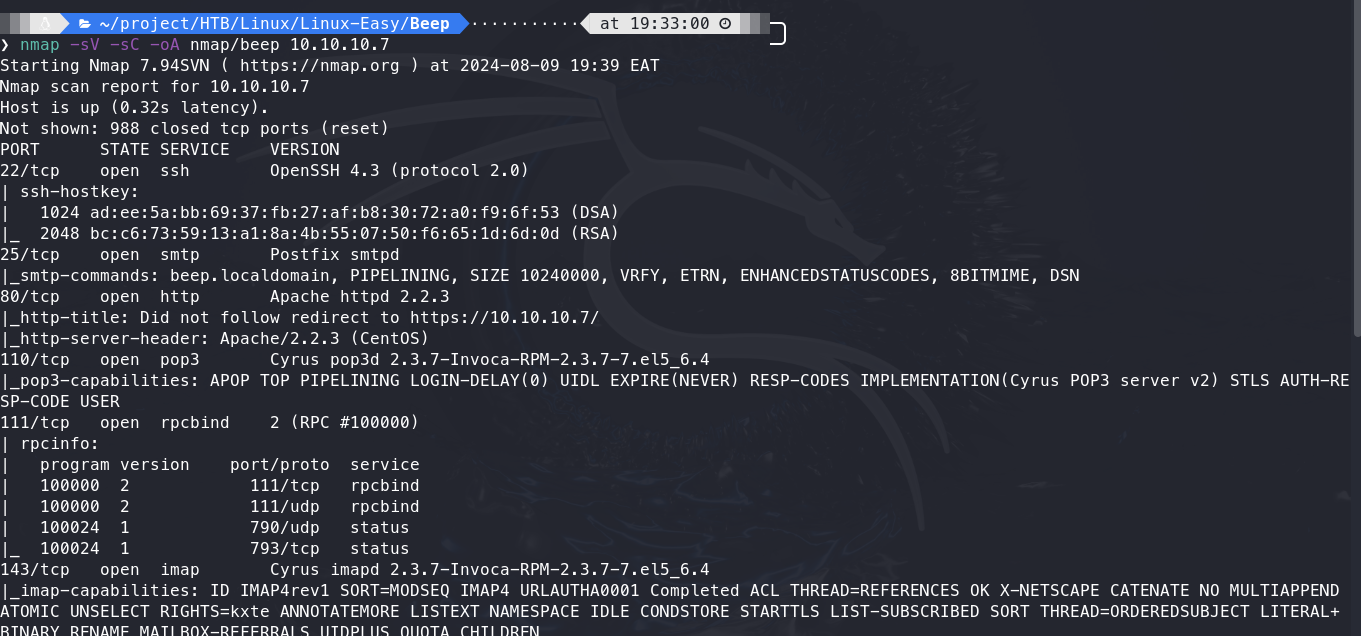 ~/project/HTB/Linux/Linux-Easy/Beep ··········· at 19:33:00
❯ nmap -sV -sC -oA nmap/beep 10.10.10.7
Starting Nmap 7.94SVN ( https://nmap.org ) at 2024-08-09 19:39 EAT
Nmap scan report for 10.10.10.7
Host is up (0.32s latency).
Not shown: 988 closed tcp ports (reset)
PORT      STATE SERVICE    VERSION
22/tcp    open  ssh        OpenSSH 4.3 (protocol 2.0)
| ssh-hostkey:
|   1024 ad:ee:5a:bb:69:37:fb:27:af:b8:30:72:a0:f9:6f:53 (DSA)
|_  2048 bc:c6:73:59:13:a1:8a:4b:55:07:50:f6:65:1d:6d:0d (RSA)
25/tcp    open  smtp       Postfix smtpd
|_smtp-commands: beep.localdomain, PIPELINING, SIZE 10240000, VRFY, ETRN, ENHANCEDSTATUSCODES, 8BITMIME, DSN
80/tcp    open  http       Apache httpd 2.2.3
|_http-title: Did not follow redirect to https://10.10.10.7/
|_http-server-header: Apache/2.2.3 (CentOS)
110/tcp   open  pop3       Cyrus pop3d 2.3.7-Invoca-RPM-2.3.7-7.el5_6.4
|_pop3-capabilities: APOP TOP PIPELINING LOGIN-DELAY(0) UIDL EXPIRE(NEVER) RESP-CODES IMPLEMENTATION(Cyrus POP3 server v2) STLS AUTH-RE
SP-CODE USER
111/tcp   open  rpcbind    2 (RPC #100000)
| rpcinfo:
|   program version    port/proto  service
|   100000  2            111/tcp   rpcbind
|   100000  2            111/udp   rpcbind
|   100024  1            790/udp   status
|_  100024  1            793/tcp   status
143/tcp   open  imap       Cyrus imapd 2.3.7-Invoca-RPM-2.3.7-7.el5_6.4
|_imap-capabilities: ID IMAP4rev1 SORT=MODSEQ IMAP4 URLAUTHA0001 Completed ACL THREAD=REFERENCES OK X-NETSCAPE CATENATE NO MULTIAPPEND
ATOMIC UNSELECT RIGHTS=kxte ANNOTATEMORE LISTEXT NAMESPACE IDLE CONDSTORE STARTTLS LIST-SUBSCRIBED SORT THREAD=ORDEREDSUBJECT LITERAL+
BINARY RENAME MAILBOX-REFERRALS UIDPLUS QUOTA CHILDREN